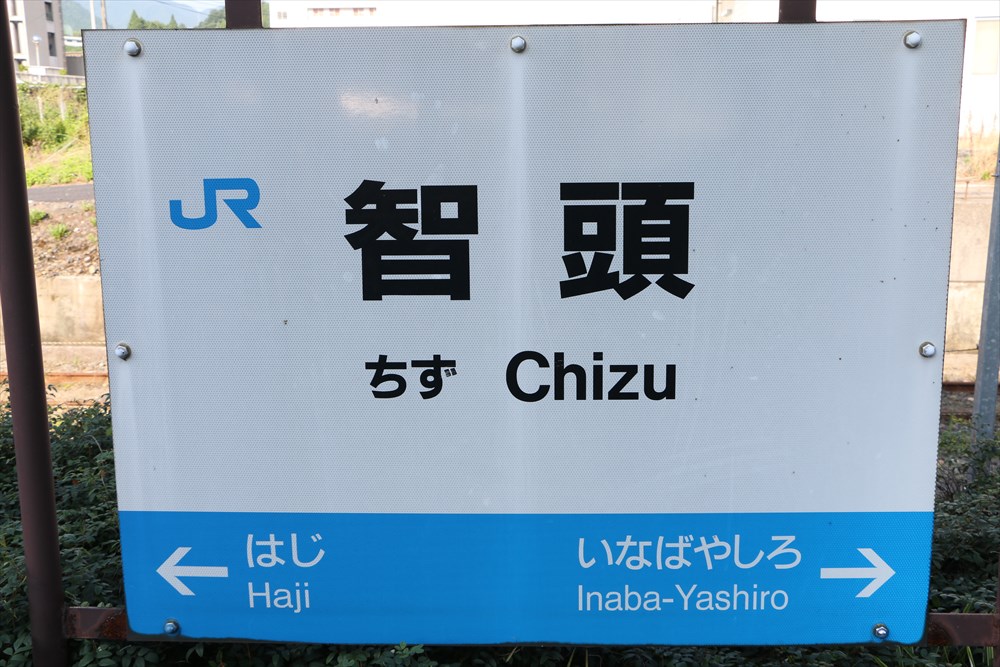 JR 智頭
ちず Chizu
← はじ いなばやしろ →
Haji Inaba-Yashiro